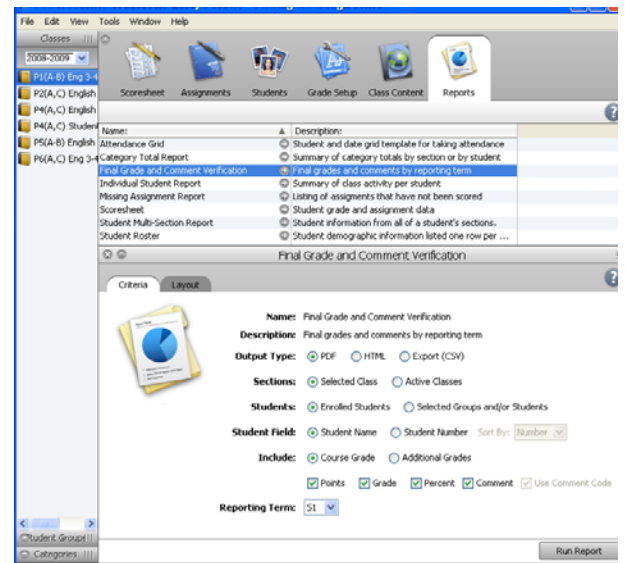 File Edit View Tools Window Help
Classes
2008-2009
P1(A-B) Eng 3-4
P2(A,C) English
P4(A,C) English
P4(A,C) Student
P5(A-B) English
P6(A,C) Eng 3-4
Scoresheet Assignments Students Grade Setup Class Content Reports
Name: Description:
Attendance Grid Student and date grid template for taking attendance
Category Total Report Summary of category totals by section or by student
Final Grade and Comment Verification Final grades and comments by reporting term
Individual Student Report Summary of class activity per student
Missing Assignment Report Listing of assigments that have not been scored
Scoresheet Student grade and assignment data
Student Multi-Section Report Student information from all of a student's sections.
Student Roster Student demographic information listed one row per ...
Final Grade and Comment Verification
Criteria Layout
Name: Final Grade and Comment Verification
Description: Final grades and comments by reporting term
Output Type: PDF HTML Export (CSV)
Sections: Selected Class Active Classes
Students: Enrolled Students Selected Groups and/or Students
Student Field: Student Name Student Number Sort By: Number
Include: Course Grade Additional Grades
Points Grade Percent Comment Use Comment Code
Reporting Term: S1
Student Groups
Categories
Run Report